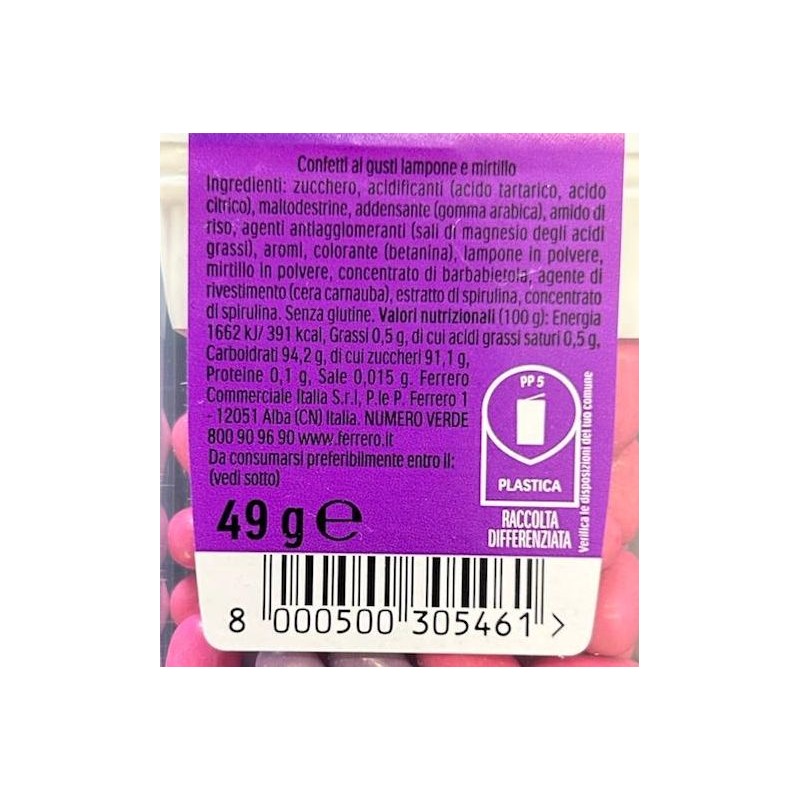 Confetti ai gusti lampone e mirtillo
Ingredienti: zucchero, acidificanti (acido tartarico, acido
citrico), maltodestrine, addensante (gomma arabica), amido di
riso, agenti antiagglomeranti (sali di magnesio degli acidi
grassi), aromi, colorante (betanina), lampone in polvere,
mirtillo in polvere, concentrato di barbabietola, agente di
rivestimento (cera carnauba), estratto di spirulina, concentrato
di spirulina. Senza glutine. Valori nutrizionali (100 g): Energia
1662 kJ/ 391 kcal, Grassi 0,5 g, di cui acidi grassi saturi 0,5 g,
Carboidrati 94,2 g, di cui zuccheri 91,1 g,
Proteine 0,1 g, Sale 0,015 g. Ferrero
Commerciale Italia S.r.l, P.le P. Ferrero 1
- 12051 Alba (CN) Italia. NUMERO VERDE
800 90 96 90 www.ferrero.it
Da consumarsi preferibilmente entro il:
(vedi sotto)
49 g e
PP 5
PLASTICA
RACCOLTA
DIFFERENZIATA
Verifica le disposizioni del tuo comune
8 000500 305461 >